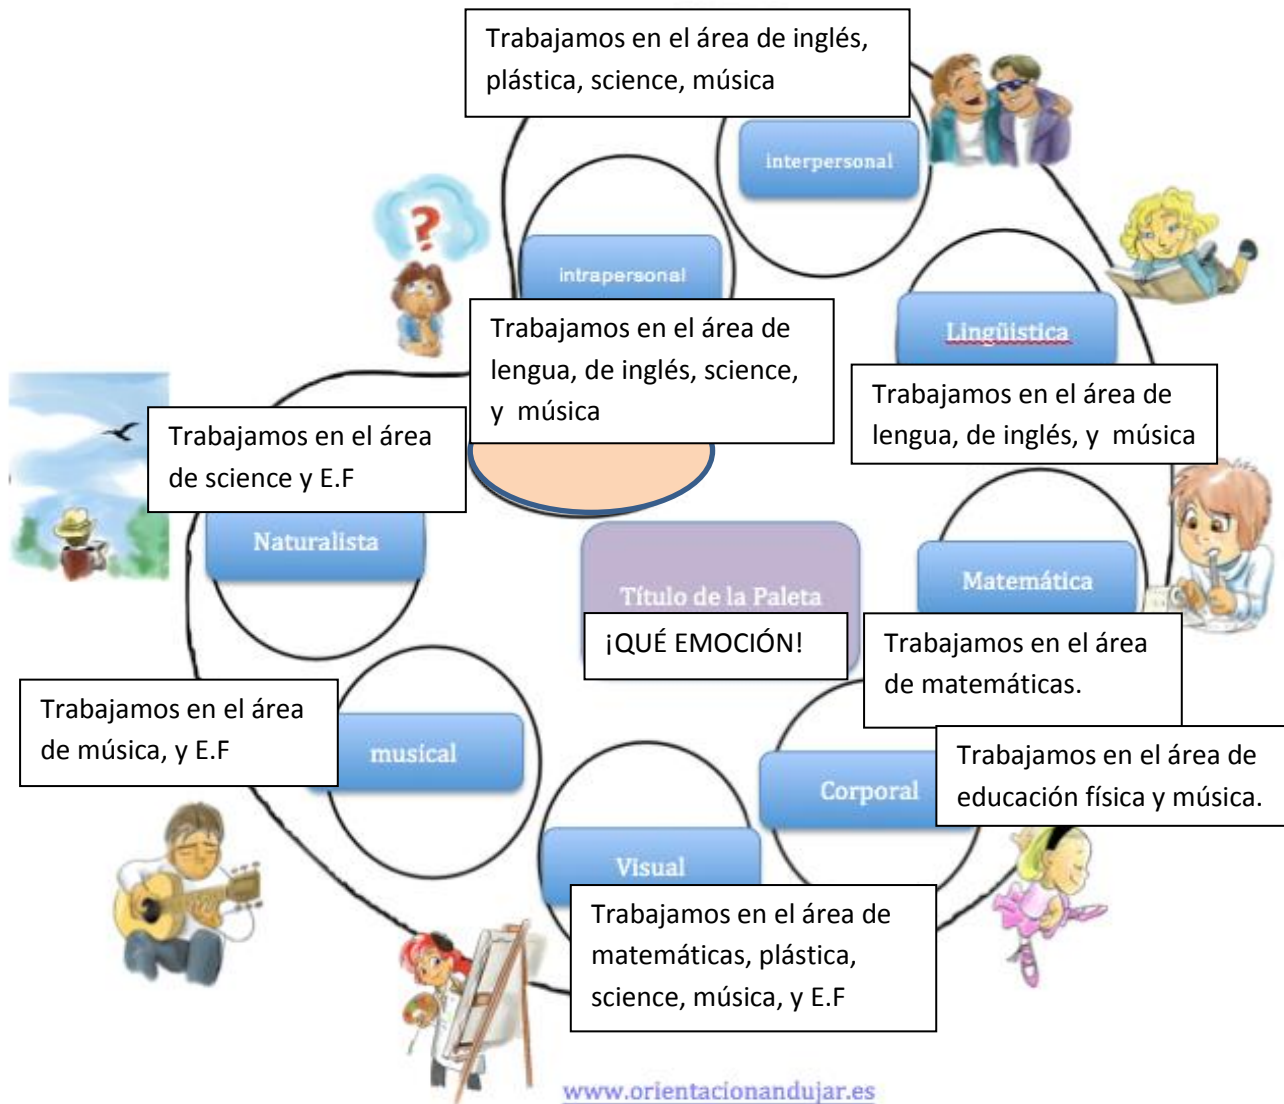 Trabajamos en el área de inglés,
plástica, science, música
interpersonal
intrapersonal
Trabajamos en el área de
lengua, de inglés, science,
y  música
Lingüistica
Trabajamos en el área de
lengua, de inglés, y  música
Trabajamos en el área
de science y E.F
Naturalista
Título de la Paleta
¡QUÉ EMOCIÓN!
Matemática
Trabajamos en el área
de matemáticas.
Trabajamos en el área
de música, y E.F
musical
Corporal
Trabajamos en el área de
educación física y música.
Visual
Trabajamos en el área de
matemáticas, plástica,
science, música, y E.F
www.orientacionandujar.es